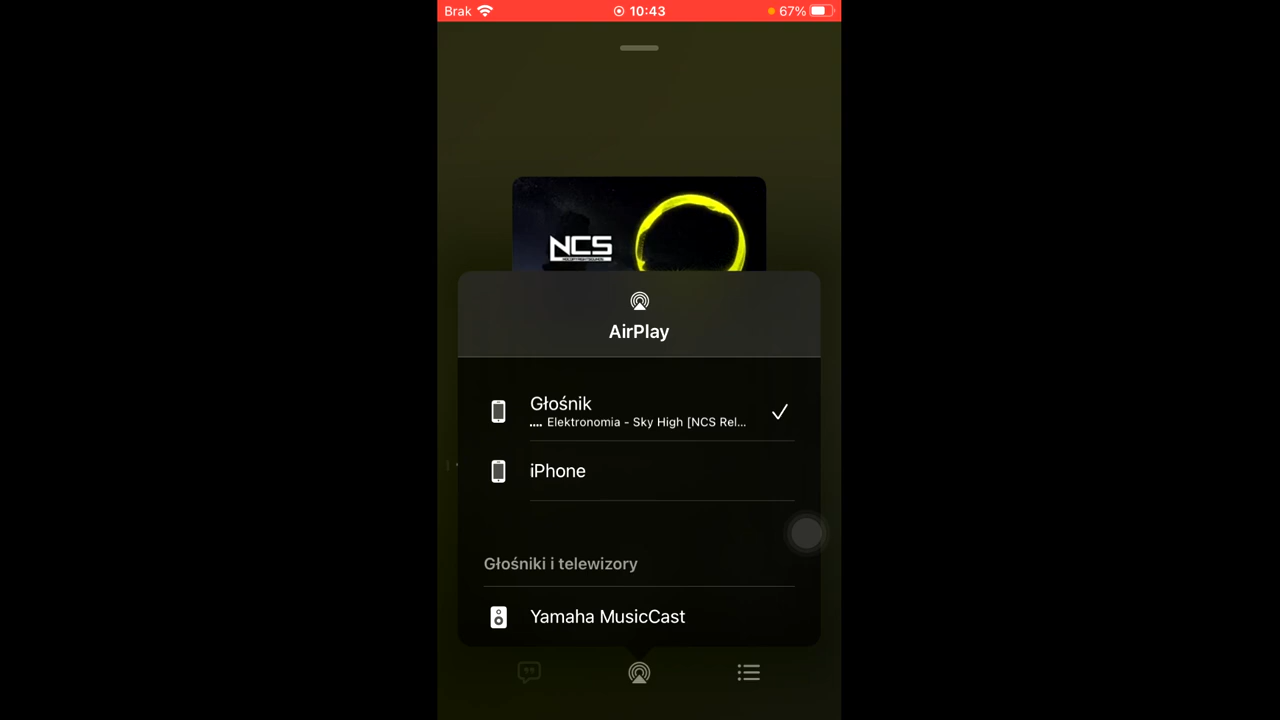 Brak 10:43 67%
NCS
AirPlay
Głośnik
Elektronomia - Sky High [NCS Rel...
iPhone
Głośniki i telewizory
Yamaha MusicCast